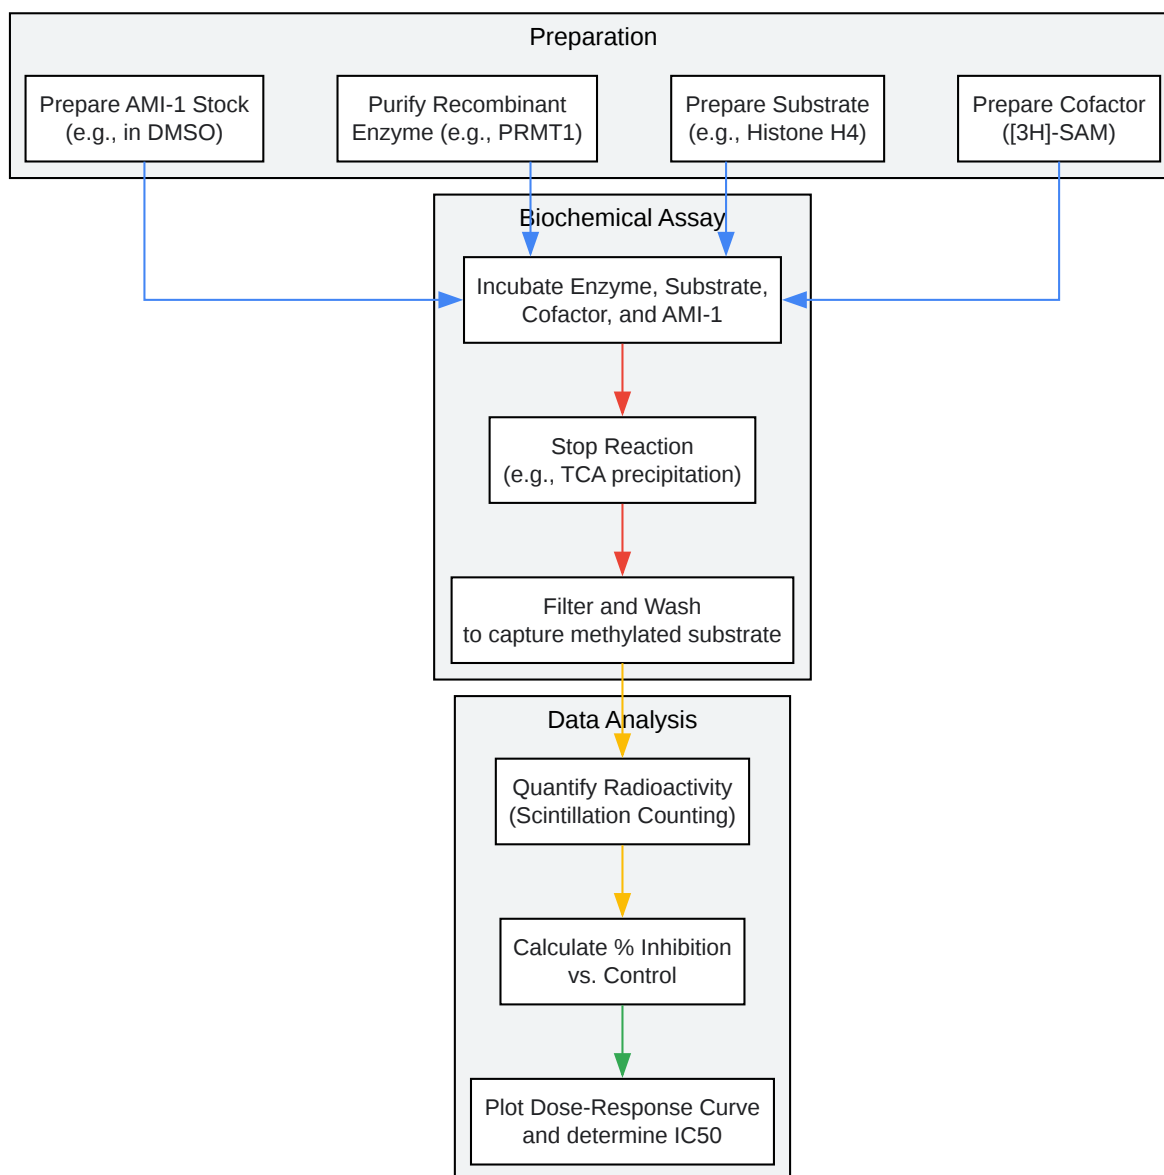 Preparation
Prepare AMI-1 Stock
(e.g., in DMSO)
Purify Recombinant
Enzyme (e.g., PRMT1)
Prepare Substrate
(e.g., Histone H4)
Prepare Cofactor
([3H]-SAM)
Biochemical Assay
Incubate Enzyme, Substrate,
Cofactor, and AMI-1
Stop Reaction
(e.g., TCA precipitation)
Filter and Wash
to capture methylated substrate
Data Analysis
Quantify Radioactivity
(Scintillation Counting)
Calculate % Inhibition
vs. Control
Plot Dose-Response Curve
and determine IC50